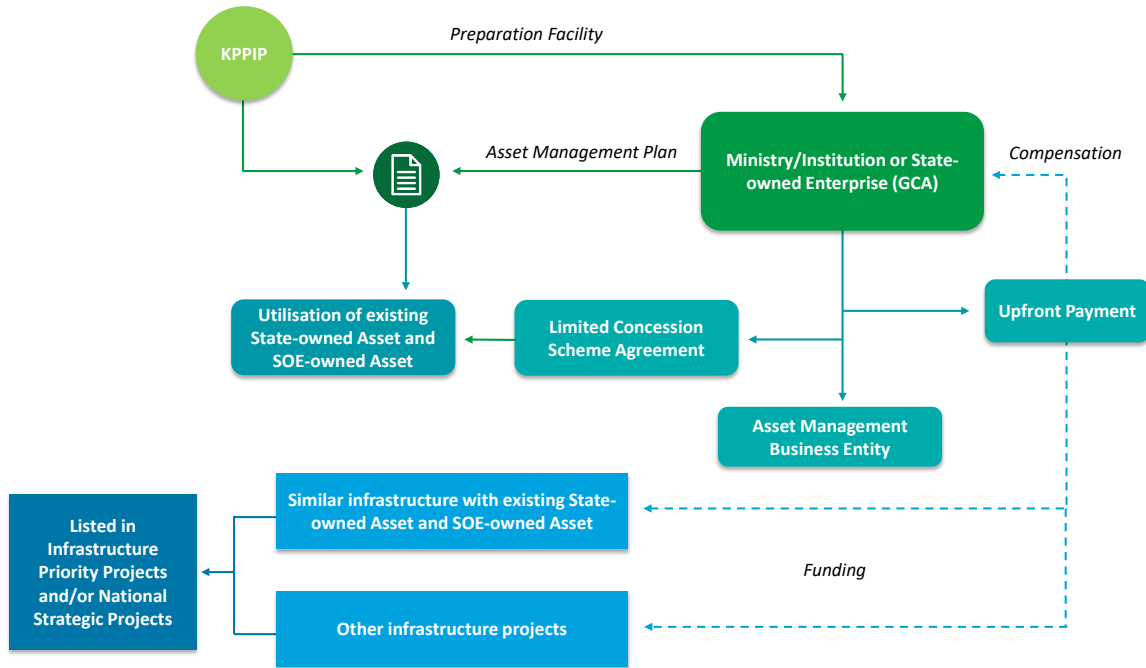 Preparation Facility
KPPIP
Asset Management Plan
Ministry/Institution or State-
owned Enterprise (GCA)
Compensation
Utilisation of existing
State-owned Asset and
SOE-owned Asset
Limited Concession
Scheme Agreement
Upfront Payment
Asset Management
Business Entity
Similar infrastructure with existing State-
owned Asset and SOE-owned Asset
Listed in
Infrastructure
Priority Projects
and/or National
Strategic Projects
Funding
Other infrastructure projects